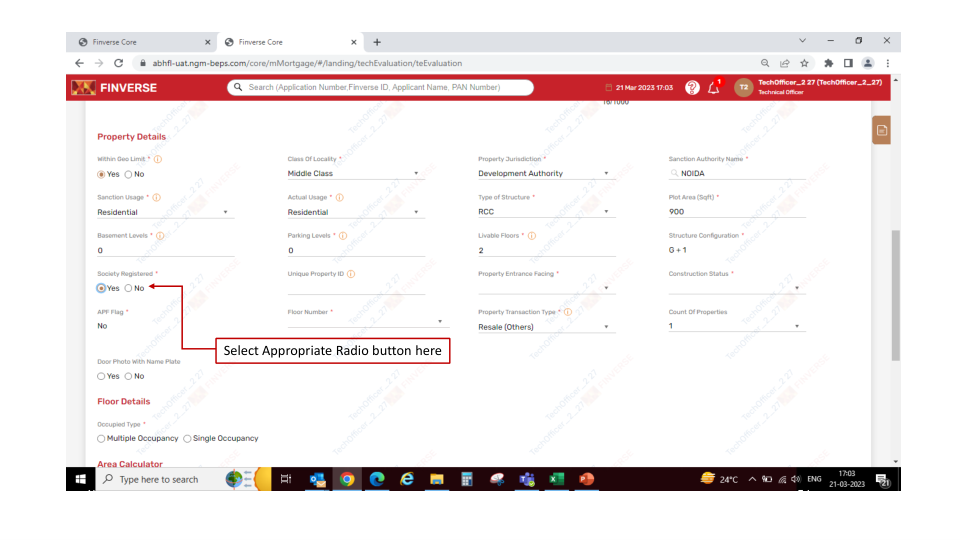 Finverse Core
Finverse Core
abhfl-uat.ngm-beps.com/core/mMortgage/#/landing/techEvaluation/teEvaluation
FINVERSE
Search (Application Number,Finverse ID, Applicant Name, PAN Number)
21 Mar 2023 17:03
1
T2
TechOfficer_2 27 (TechOfficer_2_27)
Technical Officer
Property Details
Within Geo Limit *
Class Of Locality *
Property Jurisdiction *
Sanction Authority Name *
Yes No
Middle Class
Development Authority
NOIDA
Sanction Usage *
Actual Usage *
Type of Structure *
Plot Area (Sqft) *
Residential
Residential
RCC
900
Basement Levels *
Parking Levels *
Livable Floors *
Structure Configuration *
0
0
2
G + 1
Society Registered *
Unique Property ID
Property Entrance Facing *
Construction Status *
Yes No
APF Flag *
Floor Number *
Property Transaction Type *
Count Of Properties
No
Resale (Others)
1
Select Appropriate Radio button here
Door Photo With Name Plate
Yes No
Floor Details
Occupied Type *
Multiple Occupancy Single Occupancy
Area Calculator
Type here to search
24°C
ENG
17:03
21-03-2023
21